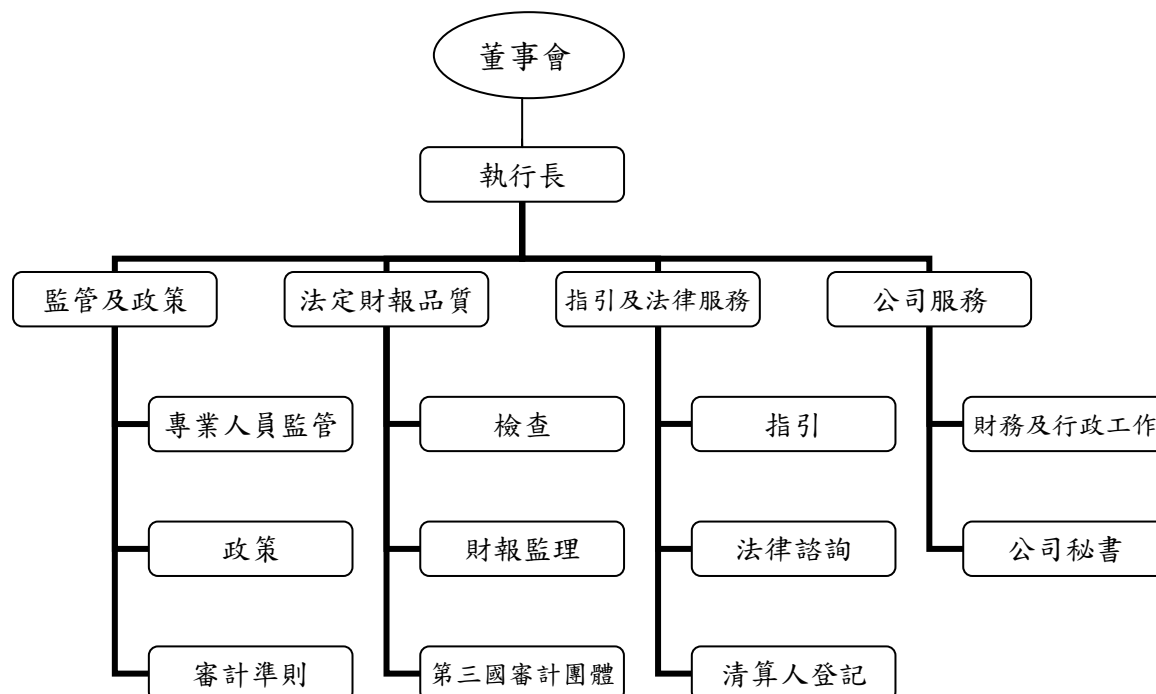 董事會
執行長
監管及政策
法定財報品質
指引及法律服務
公司服務
專業人員監管
檢查
指引
財務及行政工作
政策
財報監理
法律諮詢
公司秘書
審計準則
第三國審計團體
清算人登記